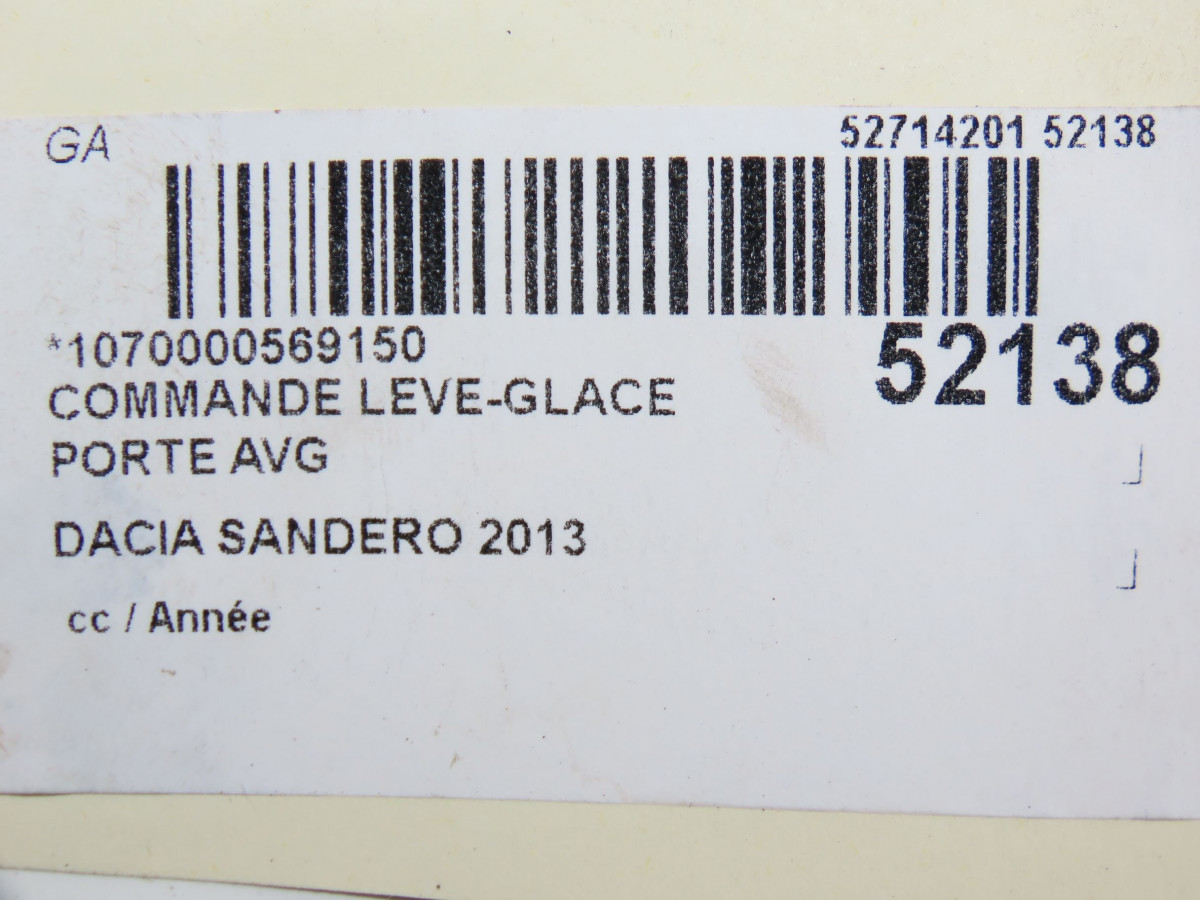 GA
52714201 52138
*1070000569150
52138
COMMANDE LEVE-GLACE
PORTE AVG
DACIA SANDERO 2013
cc / Année